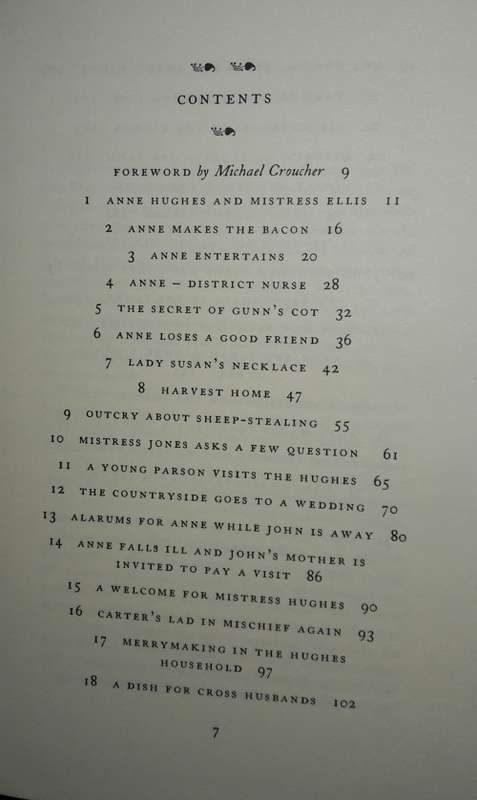 CONTENTS
FOREWORD by Michael Croucher 9
1 ANNE HUGHES AND MISTRESS ELLIS 11
2 ANNE MAKES THE BACON 16
3 ANNE ENTERTAINS 20
4 ANNE – DISTRICT NURSE 28
5 THE SECRET OF GUNN'S COT 32
6 ANNE LOSES A GOOD FRIEND 36
7 LADY SUSAN'S NECKLACE 42
8 HARVEST HOME 47
9 OUTCRY ABOUT SHEEP-STEALING 55
10 MISTRESS JONES ASKS A FEW QUESTION 61
11 A YOUNG PARSON VISITS THE HUGHES 65
12 THE COUNTRYSIDE GOES TO A WEDDING 70
13 ALARUMS FOR ANNE WHILE JOHN IS AWAY 80
14 ANNE FALLS ILL AND JOHN'S MOTHER IS
INVITED TO PAY A VISIT 86
15 A WELCOME FOR MISTRESS HUGHES 90
16 CARTER'S LAD IN MISCHIEF AGAIN 93
17 MERRYMAKING IN THE HUGHES
HOUSEHOLD 97
18 A DISH FOR CROSS HUSBANDS 102
7